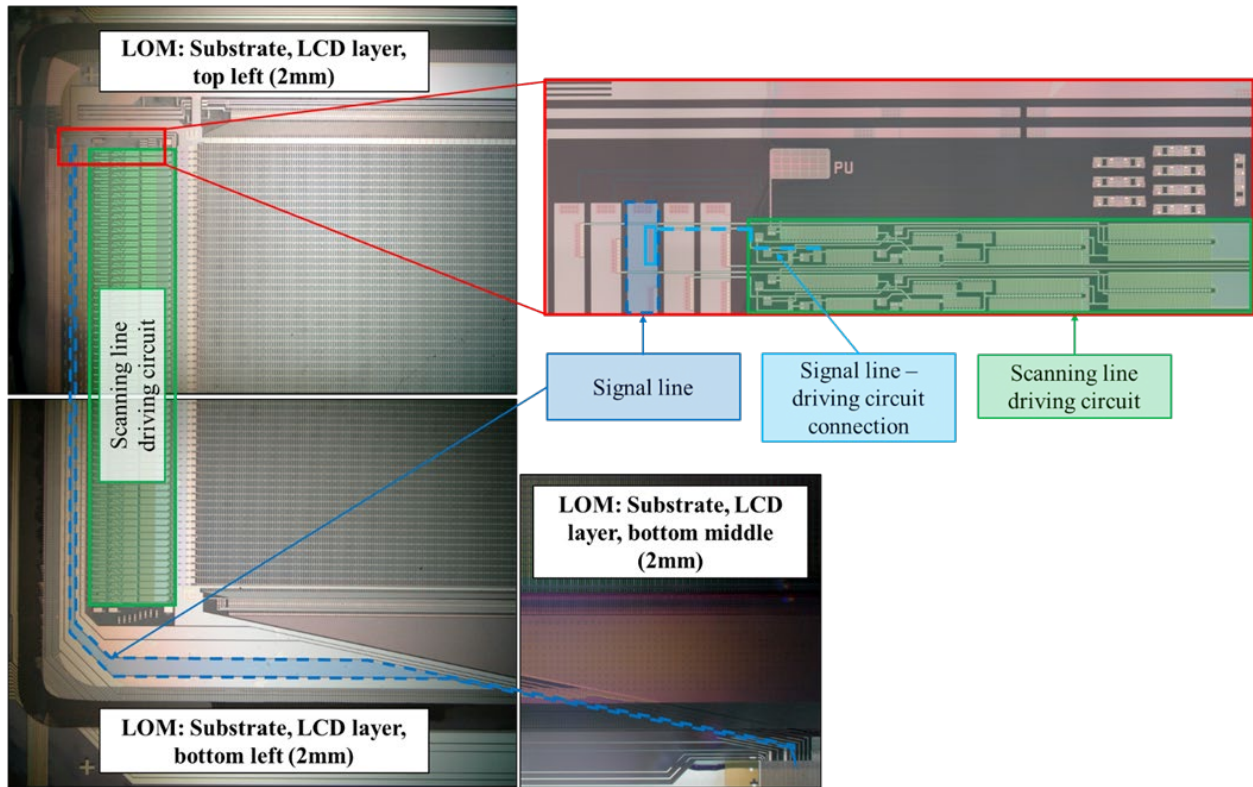 LOM: Substrate, LCD layer,
top left (2mm)
PU
Scanning line
driving circuit
Signal line
Signal line –
driving circuit
connection
Scanning line
driving circuit
LOM: Substrate, LCD
layer, bottom middle
(2mm)
LOM: Substrate, LCD layer,
bottom left (2mm)